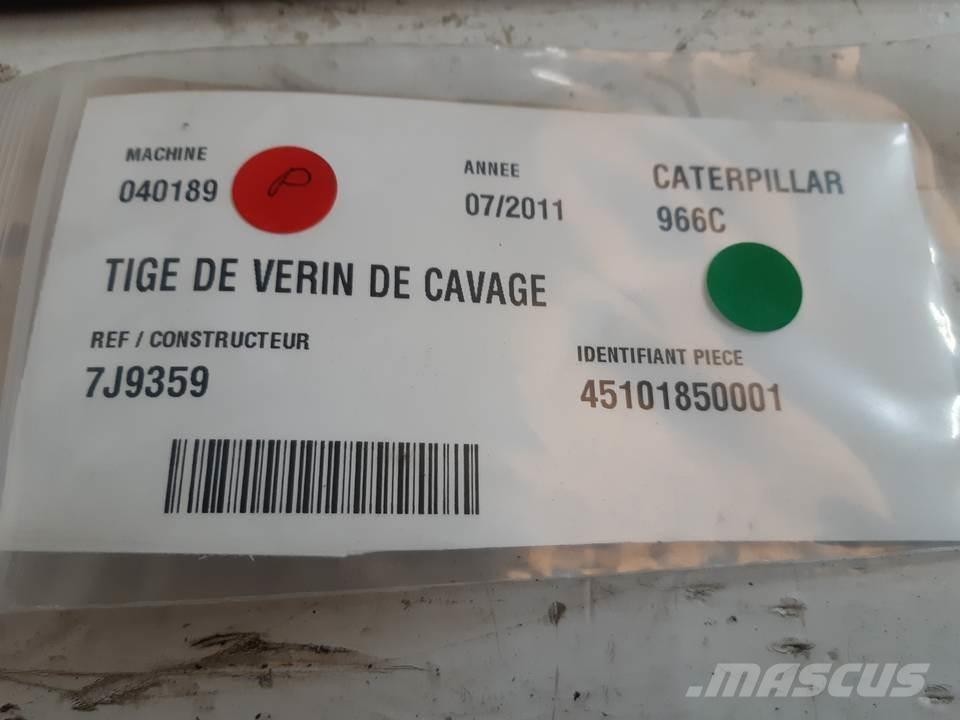 MACHINE
040189
P
ANNEE
07/2011
CATERPILLAR
966C
TIGE DE VERIN DE CAVAGE
REF / CONSTRUCTEUR
7J9359
IDENTIFIANT PIECE
45101850001
MASCUS